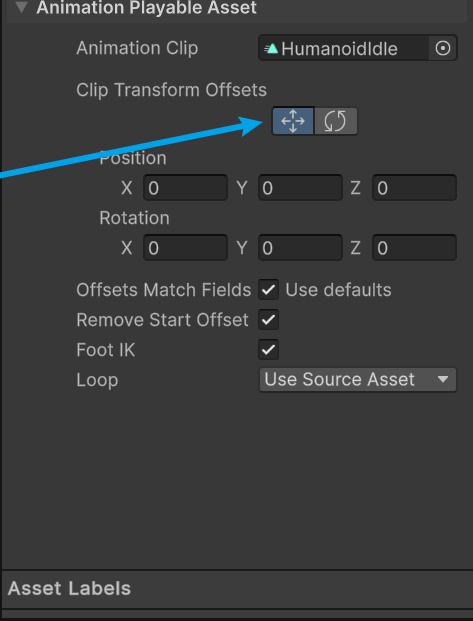 Animation Playable Asset
Animation Clip HumanoidIdle
Clip Transform Offsets
Position
X 0 Y 0 Z 0
Rotation
X 0 Y 0 Z 0
Offsets Match Fields Use defaults
Remove Start Offset
Foot IK
Loop Use Source Asset
Asset Labels